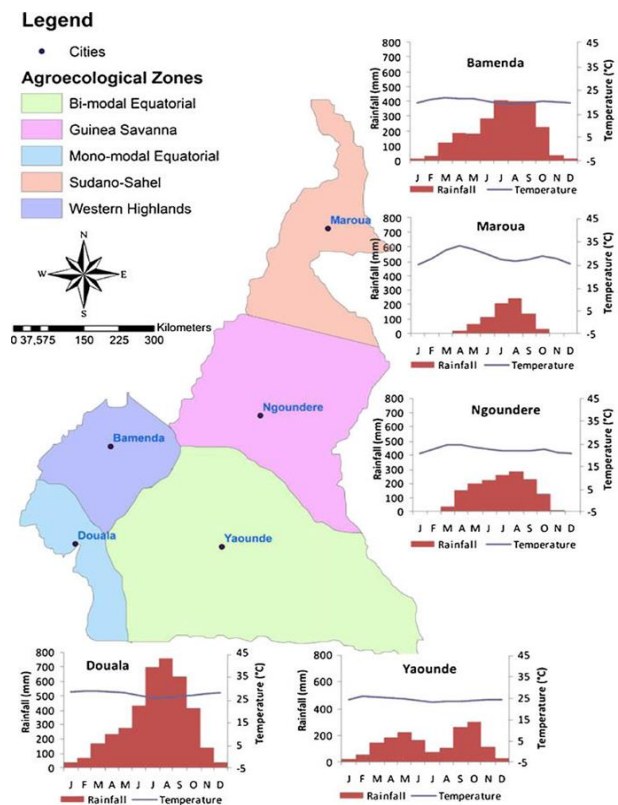 Legend
Cities
Agroecological Zones
Bi-modal Equatorial
Guinea Savanna
Mono-modal Equatorial
Sudano-Sahel
Western Highlands
N
W E
S
Kilometers
0 37,575 150 225 300
Maroua
Ngoundere
Bamenda
Douala
Yaounde
Bamenda
Rainfall (mm)
800
700
600
500
400
300
200
100
0
Temperature (°C)
45
35
25
15
5
-5
J F M A M J J A S O N D
Rainfall Temperature
Maroua
Rainfall (mm)
800
700
600
500
400
300
200
100
0
Temperature (°C)
45
35
25
15
5
-5
J F M A M J J A S O N D
Rainfall Temperature
Ngoundere
Rainfall (mm)
800
700
600
500
400
300
200
100
0
Temperature (°C)
45
35
25
15
5
-5
J F M A M J J A S O N D
Rainfall Temperature
Douala
Rainfall (mm)
800
700
600
500
400
300
200
100
0
Temperature (°C)
45
35
25
15
5
-5
J F M A M J J A S O N D
Rainfall Temperature
Yaounde
Rainfall (mm)
800
600
400
200
0
Temperature (°C)
45
35
25
15
5
-5
J F M A M J J A S O N D
Rainfall Temperature